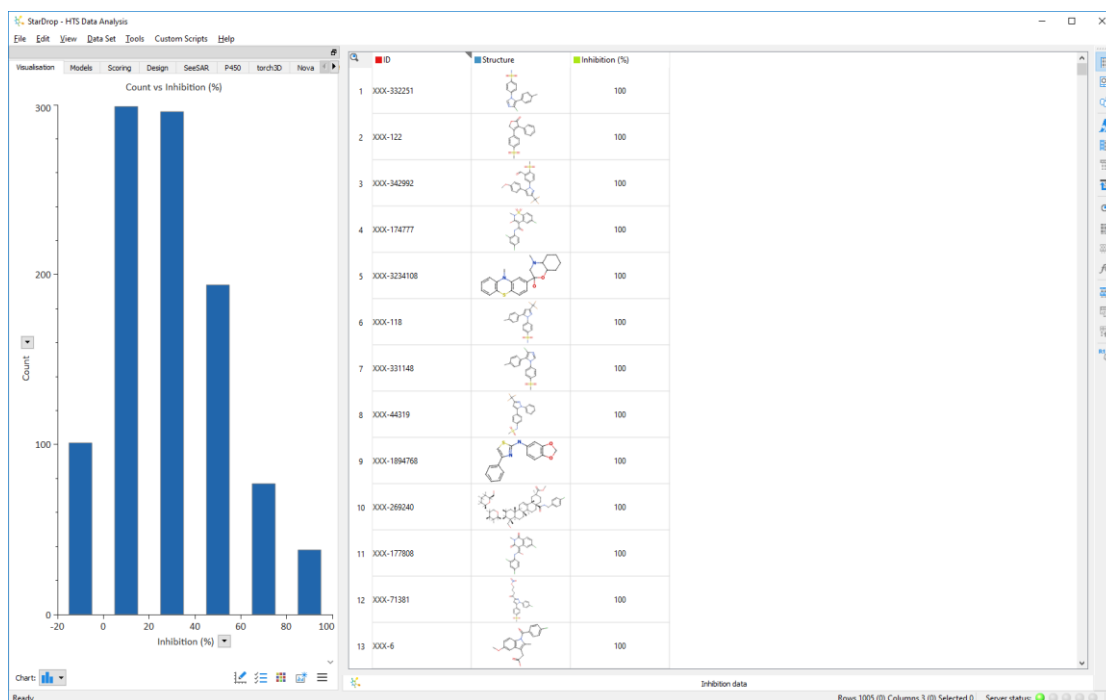 StarDrop - HTS Data Analysis
File Edit View Data Set Tools Custom Scripts Help
Visualisation Models Scoring Design SeeSAR P450 torch3D Nova
Count vs Inhibition (%)
300
200
100
0
-20 0 20 40 60 80 100
Count
Inhibition (%)
Chart:
ID Structure Inhibition (%)
1 XXX-332251 100
2 XXX-122 100
3 XXX-342992 100
4 XXX-174777 100
5 XXX-3234108 100
6 XXX-118 100
7 XXX-331148 100
8 XXX-44319 100
9 XXX-1894768 100
10 XXX-269240 100
11 XXX-177808 100
12 XXX-71381 100
13 XXX-6 100
Inhibition data
Ready
Rows 1005 (0) Columns 3 (0) Selected 0 Server status: